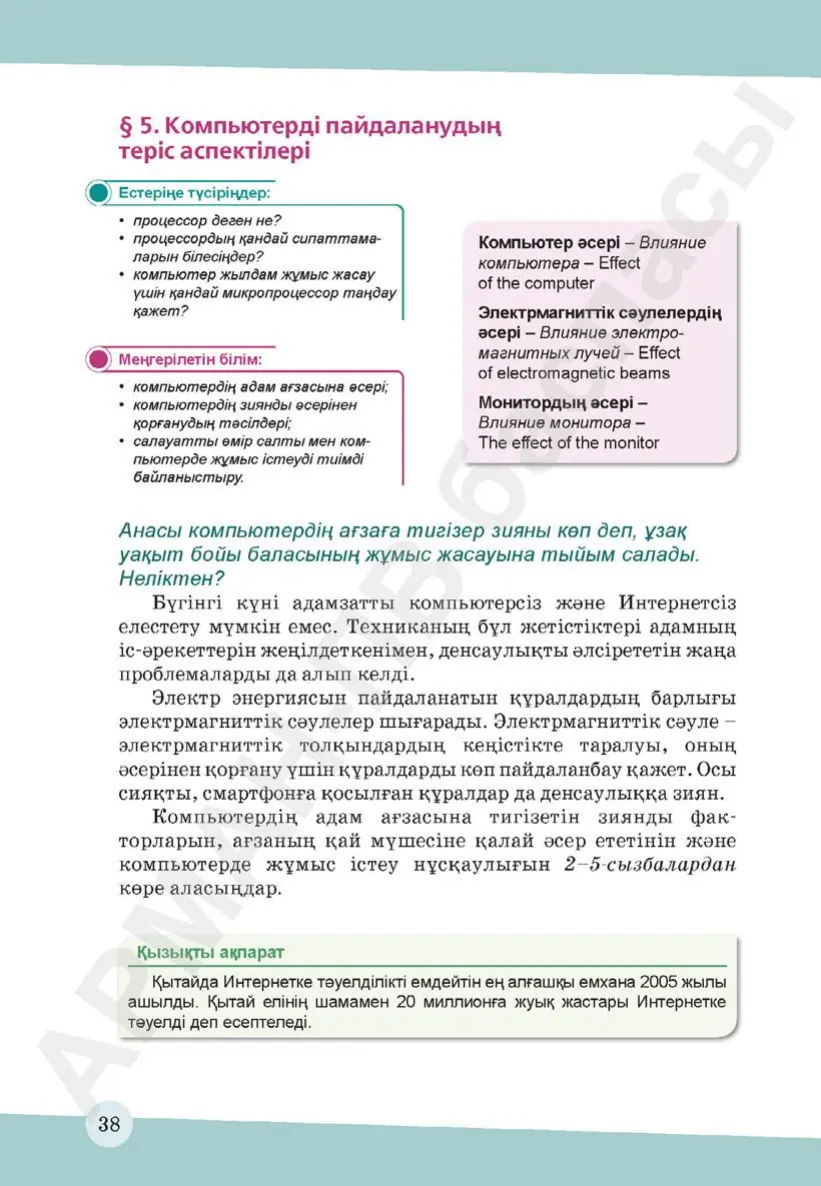 § 5. Компьютерді пайдаланудың
теріс аспектілері
Естеріңе түсіріңдер:
• процессор деген не?
• процессордың қандай сипаттама-
ларын білесіңдер?
• компьютер жылдам жұмыс жасау
үшін қандай микропроцессор таңдау
қажет?
Меңгерілетін білім:
• компьютердің адам ағзасына әсері;
• компьютердің зиянды әсерінен
қорғанудың тәсілдері;
• салауатты өмір салты мен ком-
пьютерде жұмыс істеуді тиімді
байланыстыру.
Компьютер әсері – Влияние
компьютера – Effect
of the computer
Электрмагниттік сәулелердің
әсері – Влияние электро-
магнитных лучей – Effect
of electromagnetic beams
Монитордың әсері –
Влияние монитора –
The effect of the monitor
Анасы компьютердің ағзаға тигізер зияны көп деп, ұзақ
уақыт бойы баласының жұмыс жасауына тыйым салады.
Неліктен?
Бүгінгі күні адамзатты компьютерсіз және Интернетсіз
елестету мүмкін емес. Техниканың бұл жетістіктері адамның
іс-әрекеттерін жеңілдеткенімен, денсаулықты әлсірететін жаңа
проблемаларды да алып келді.
Электр энергиясын пайдаланатын құралдардың барлығы
электрмагниттік сәулелер шығарады. Электрмагниттік сәуле –
электрмагниттік толқындардың кеңістікте таралуы, оның
әсерінен қорғану үшін құралдарды көп пайдаланбау қажет. Осы
сияқты, смартфонға қосылған құралдар да денсаулыққа зиян.
Компьютердің адам ағзасына тигізетін зиянды фак-
торларын, ағзаның қай мүшесіне қалай әсер ететінін және
компьютерде жұмыс істеу нұсқаулығын 2–5-сызбалардан
көре аласыңдар.
Қызықты ақпарат
Қытайда Интернетке тәуелділікті емдейтін ең алғашқы емхана 2005 жылы
ашылды. Қытай елінің шамамен 20 миллионға жуық жастары Интернетке
тәуелді деп есептеледі.
38
АРМАН-ПВ баспасы